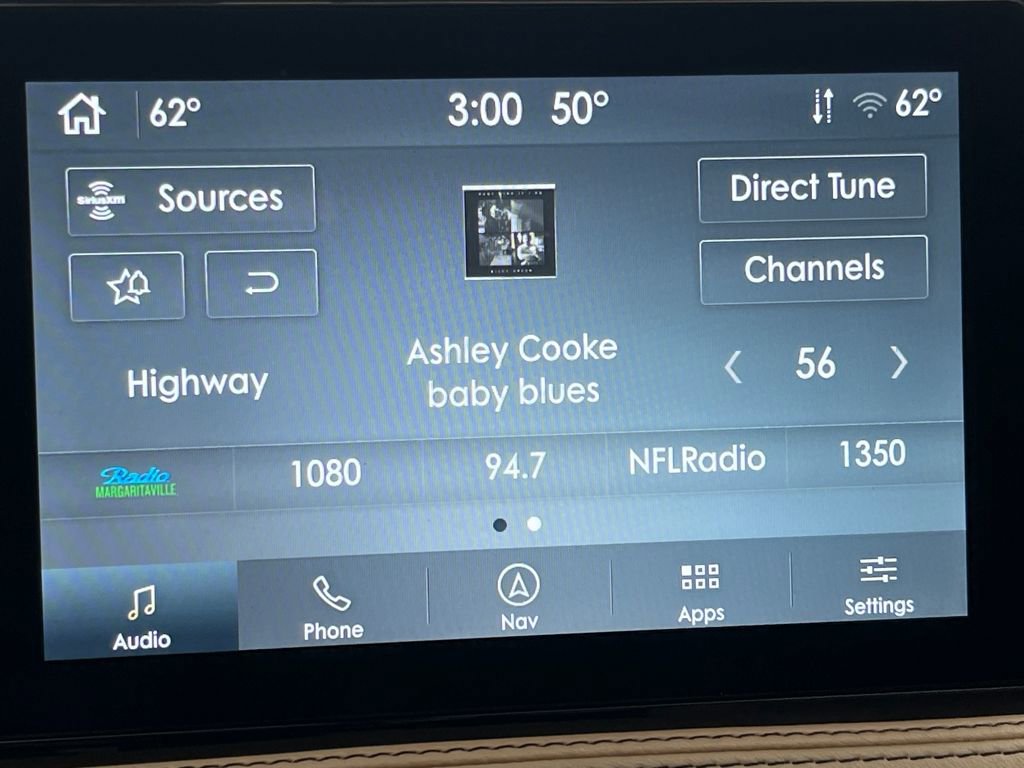 62° 3:00 50° 62°
SiriusXM Sources
Direct Tune
Channels
Highway
Ashley Cooke
baby blues
56
Radio
MARGARITAVILLE
1080
94.7
NFLRadio
1350
Audio
Phone
Nav
Apps
Settings